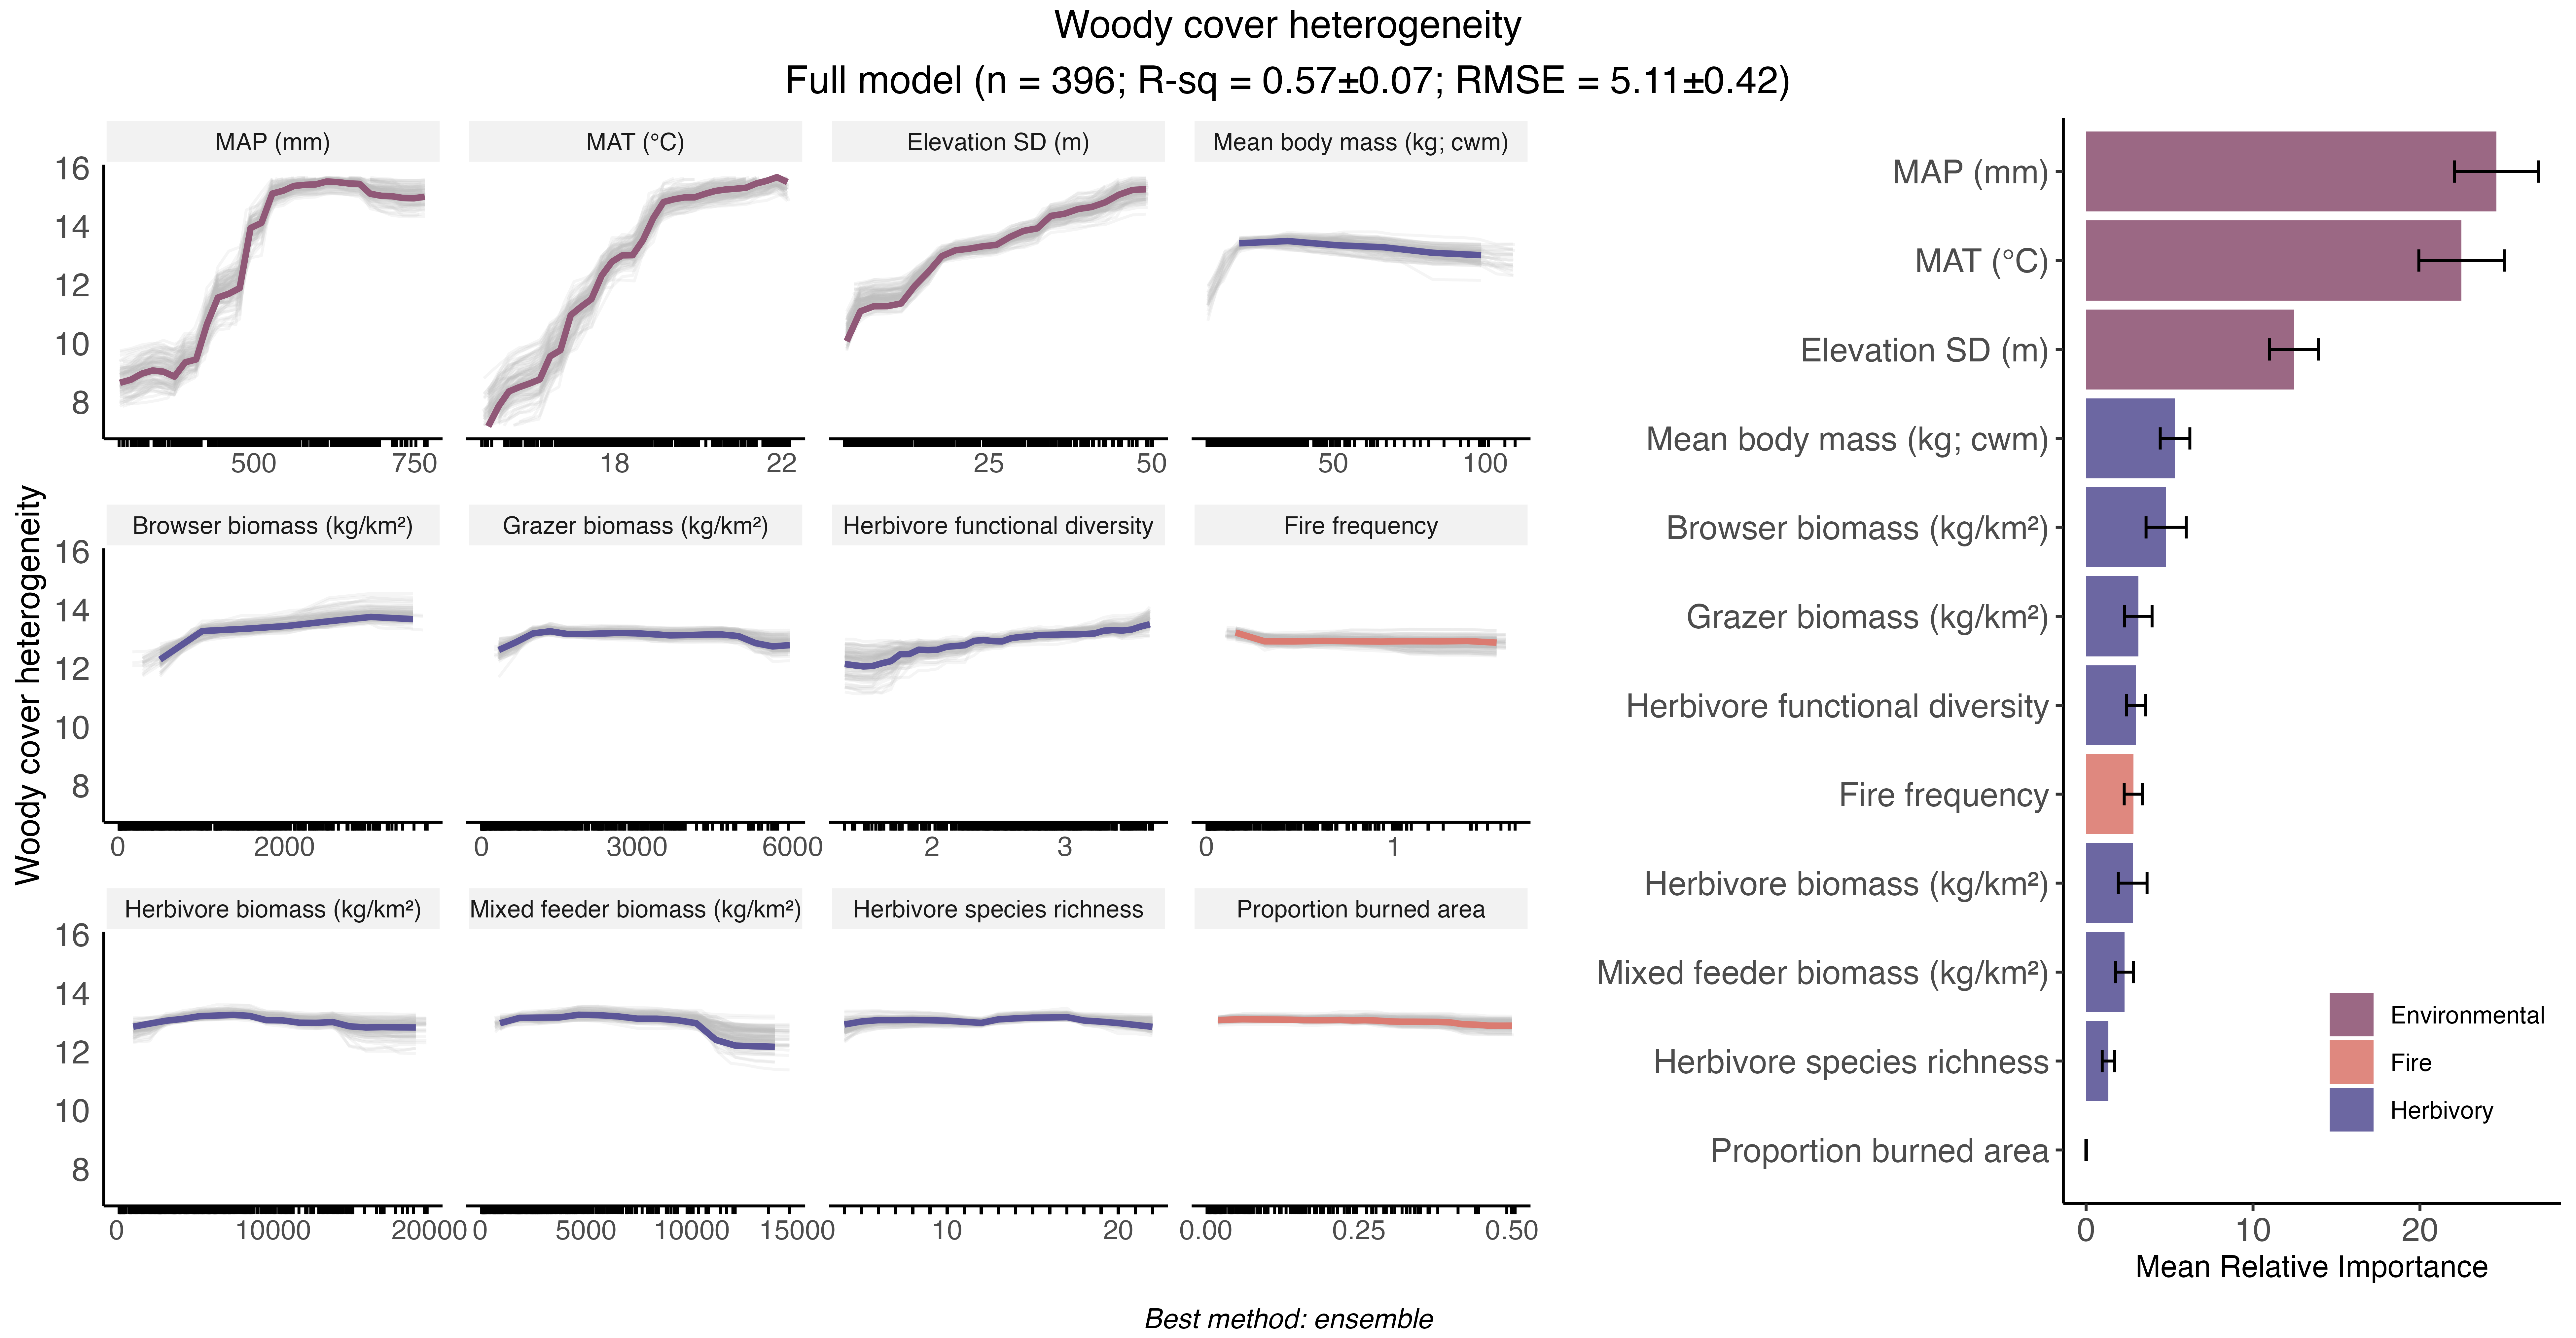 Woody cover heterogeneity
Full model (n = 396; R-sq = 0.57±0.07; RMSE = 5.11±0.42)
Woody cover heterogeneity
MAP (mm)
MAT (°C)
Elevation SD (m)
Mean body mass (kg; cwm)
16
14
12
10
8
500 750
18 22
25 50
50 100
Browser biomass (kg/km²)
Grazer biomass (kg/km²)
Herbivore functional diversity
Fire frequency
16
14
12
10
8
0 2000
0 3000 6000
2 3
0 1
Herbivore biomass (kg/km²)
Mixed feeder biomass (kg/km²)
Herbivore species richness
Proportion burned area
16
14
12
10
8
0 10000 20000
0 5000 10000 15000
10 20
0.00 0.25 0.50
MAP (mm)
MAT (°C)
Elevation SD (m)
Mean body mass (kg; cwm)
Browser biomass (kg/km²)
Grazer biomass (kg/km²)
Herbivore functional diversity
Fire frequency
Herbivore biomass (kg/km²)
Mixed feeder biomass (kg/km²)
Herbivore species richness
Proportion burned area
0 10 20
Mean Relative Importance
Environmental
Fire
Herbivory
Best method: ensemble